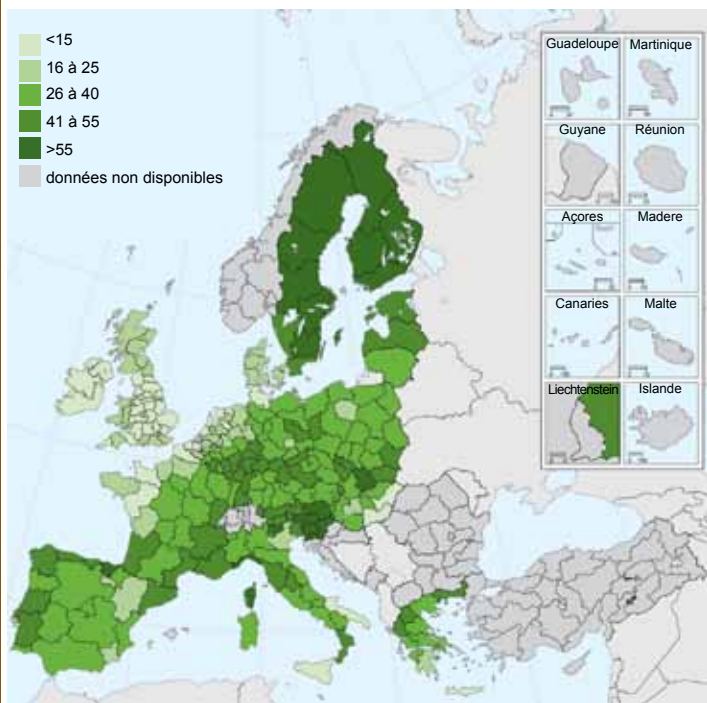 <15
16 à 25
26 à 40
41 à 55
>55
données non disponibles
Guadeloupe Martinique
Guyane Réunion
Açores Madere
Canaries Malte
Liechtenstein Islande